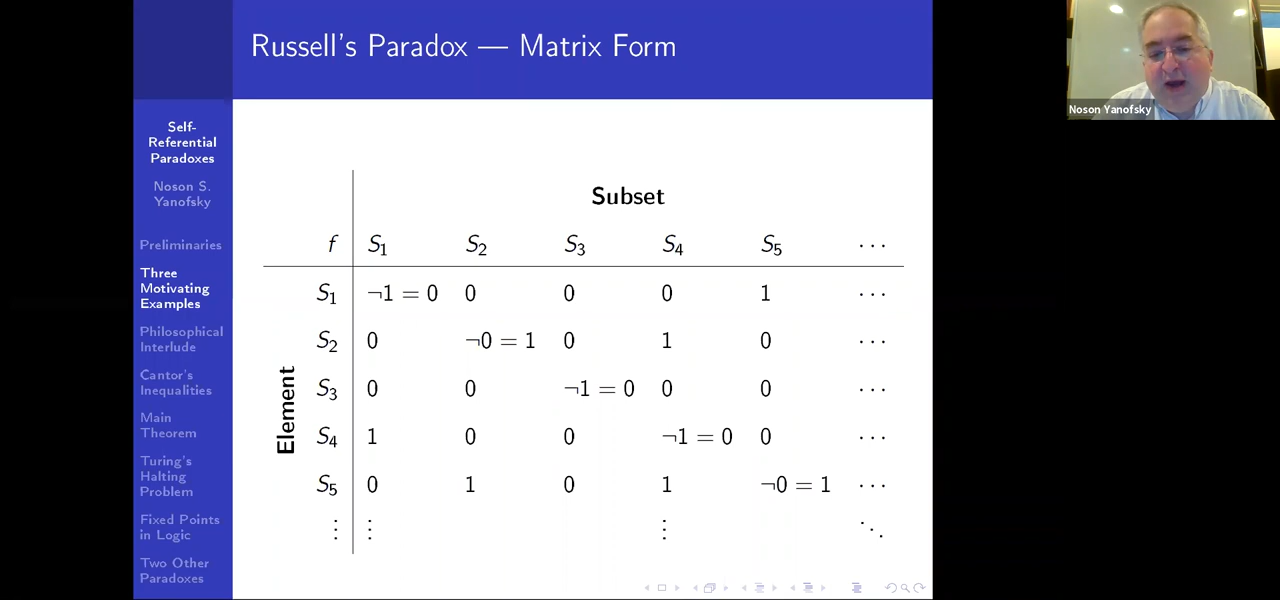 Russell's Paradox — Matrix Form
Noson Yanofsky
Self-
Referential
Paradoxes
Noson S.
Yanofsky
Preliminaries
Three
Motivating
Examples
Philosophical
Interlude
Cantor's
Inequalities
Main
Theorem
Turing's
Halting
Problem
Fixed Points
in Logic
Two Other
Paradoxes
Subset
f S₁ S₂ S₃ S₄ S₅ ···
Element
S₁ ¬1 = 0 0 0 0 1 ···
S₂ 0 ¬0 = 1 0 1 0 ···
S₃ 0 0 ¬1 = 0 0 0 ···
S₄ 1 0 0 ¬1 = 0 0 ···
S₅ 0 1 0 1 ¬0 = 1 ···
⋮ ⋮ ⋮ ⋱